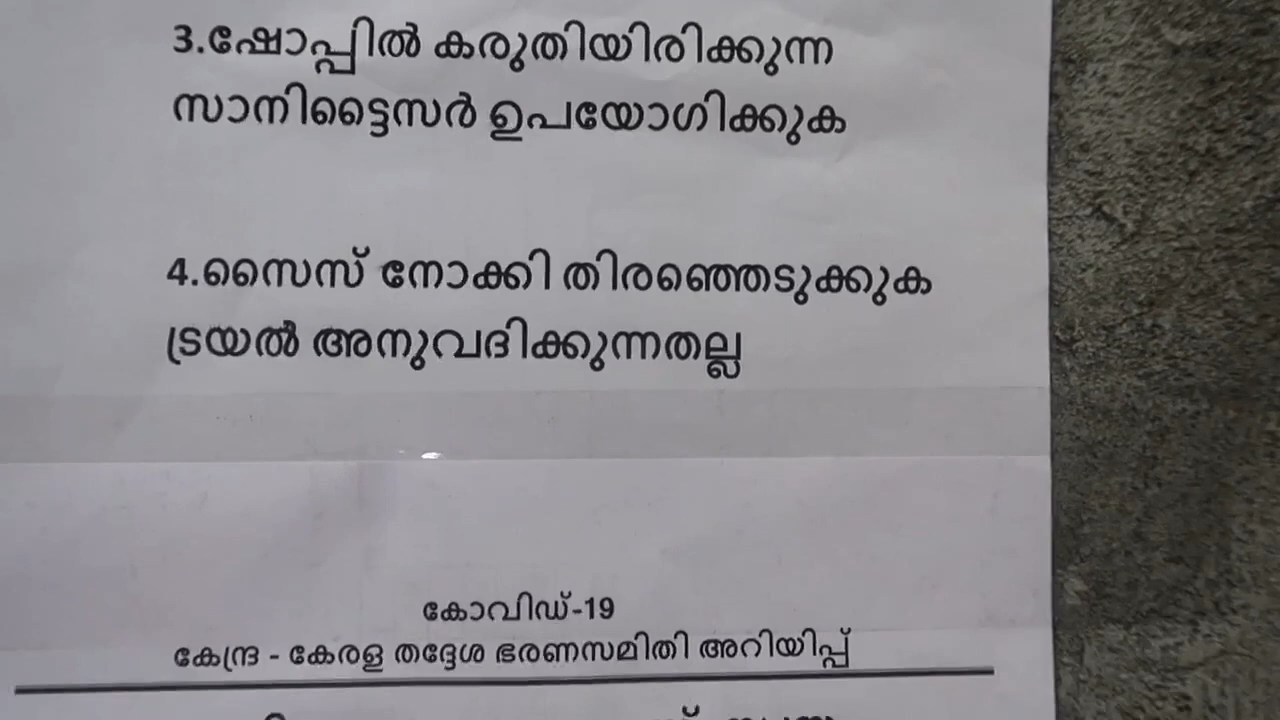 3.ഷോപ്പിൽ കരുതിയിരിക്കുന്ന
സാനിട്ടൈസർ ഉപയോഗിക്കുക
4.സൈസ് നോക്കി തിരഞ്ഞെടുക്കുക
ട്രയൽ അനുവദിക്കുന്നതല്ല
കോവിഡ്-19
കേന്ദ്ര - കേരള തദ്ദേശ ഭരണസമിതി അറിയിപ്പ്